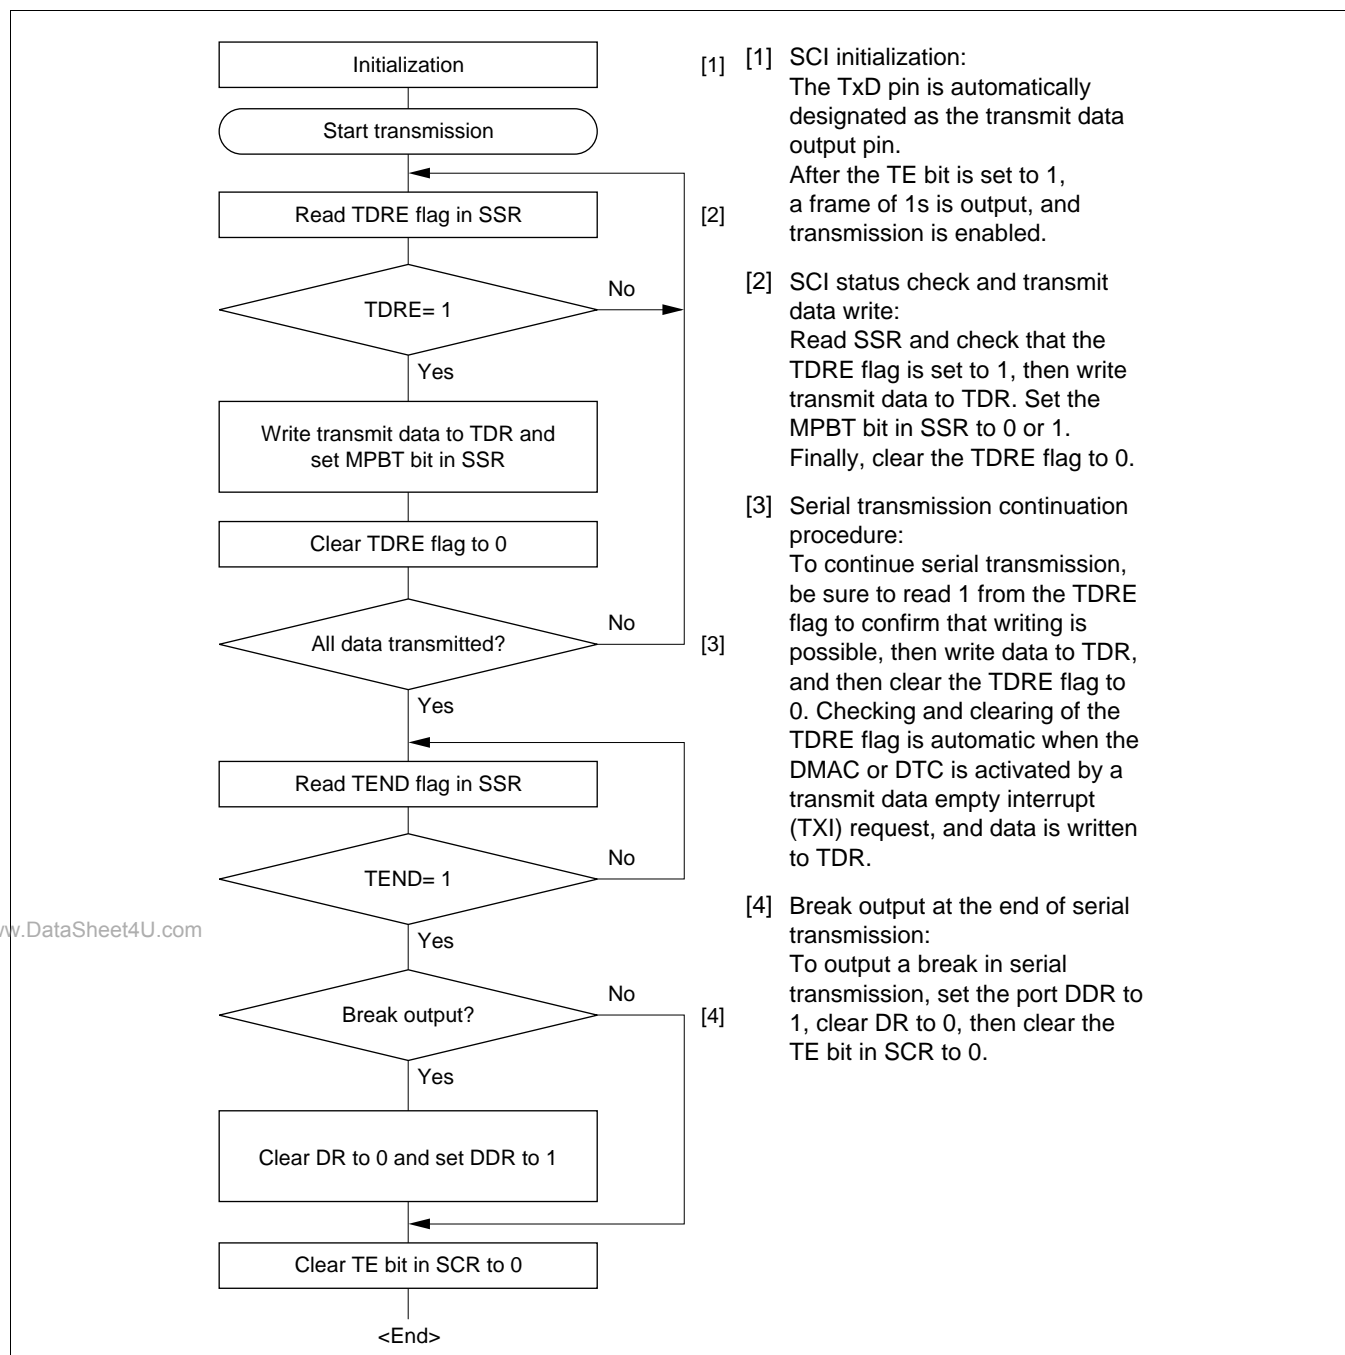 Initialization
[1]
Start transmission
Read TDRE flag in SSR
[2]
TDRE= 1
No
Yes
Write transmit data to TDR and
set MPBT bit in SSR
Clear TDRE flag to 0
All data transmitted?
No
[3]
Yes
Read TEND flag in SSR
TEND= 1
No
Yes
Break output?
No
[4]
Yes
Clear DR to 0 and set DDR to 1
Clear TE bit in SCR to 0
<End>
[1] SCI initialization:
The TxD pin is automatically
designated as the transmit data
output pin.
After the TE bit is set to 1,
a frame of 1s is output, and
transmission is enabled.
[2] SCI status check and transmit
data write:
Read SSR and check that the
TDRE flag is set to 1, then write
transmit data to TDR. Set the
MPBT bit in SSR to 0 or 1.
Finally, clear the TDRE flag to 0.
[3] Serial transmission continuation
procedure:
To continue serial transmission,
be sure to read 1 from the TDRE
flag to confirm that writing is
possible, then write data to TDR,
and then clear the TDRE flag to
0. Checking and clearing of the
TDRE flag is automatic when the
DMAC or DTC is activated by a
transmit data empty interrupt
(TXI) request, and data is written
to TDR.
[4] Break output at the end of serial
transmission:
To output a break in serial
transmission, set the port DDR to
1, clear DR to 0, then clear the
TE bit in SCR to 0.
w.DataSheet4U.com